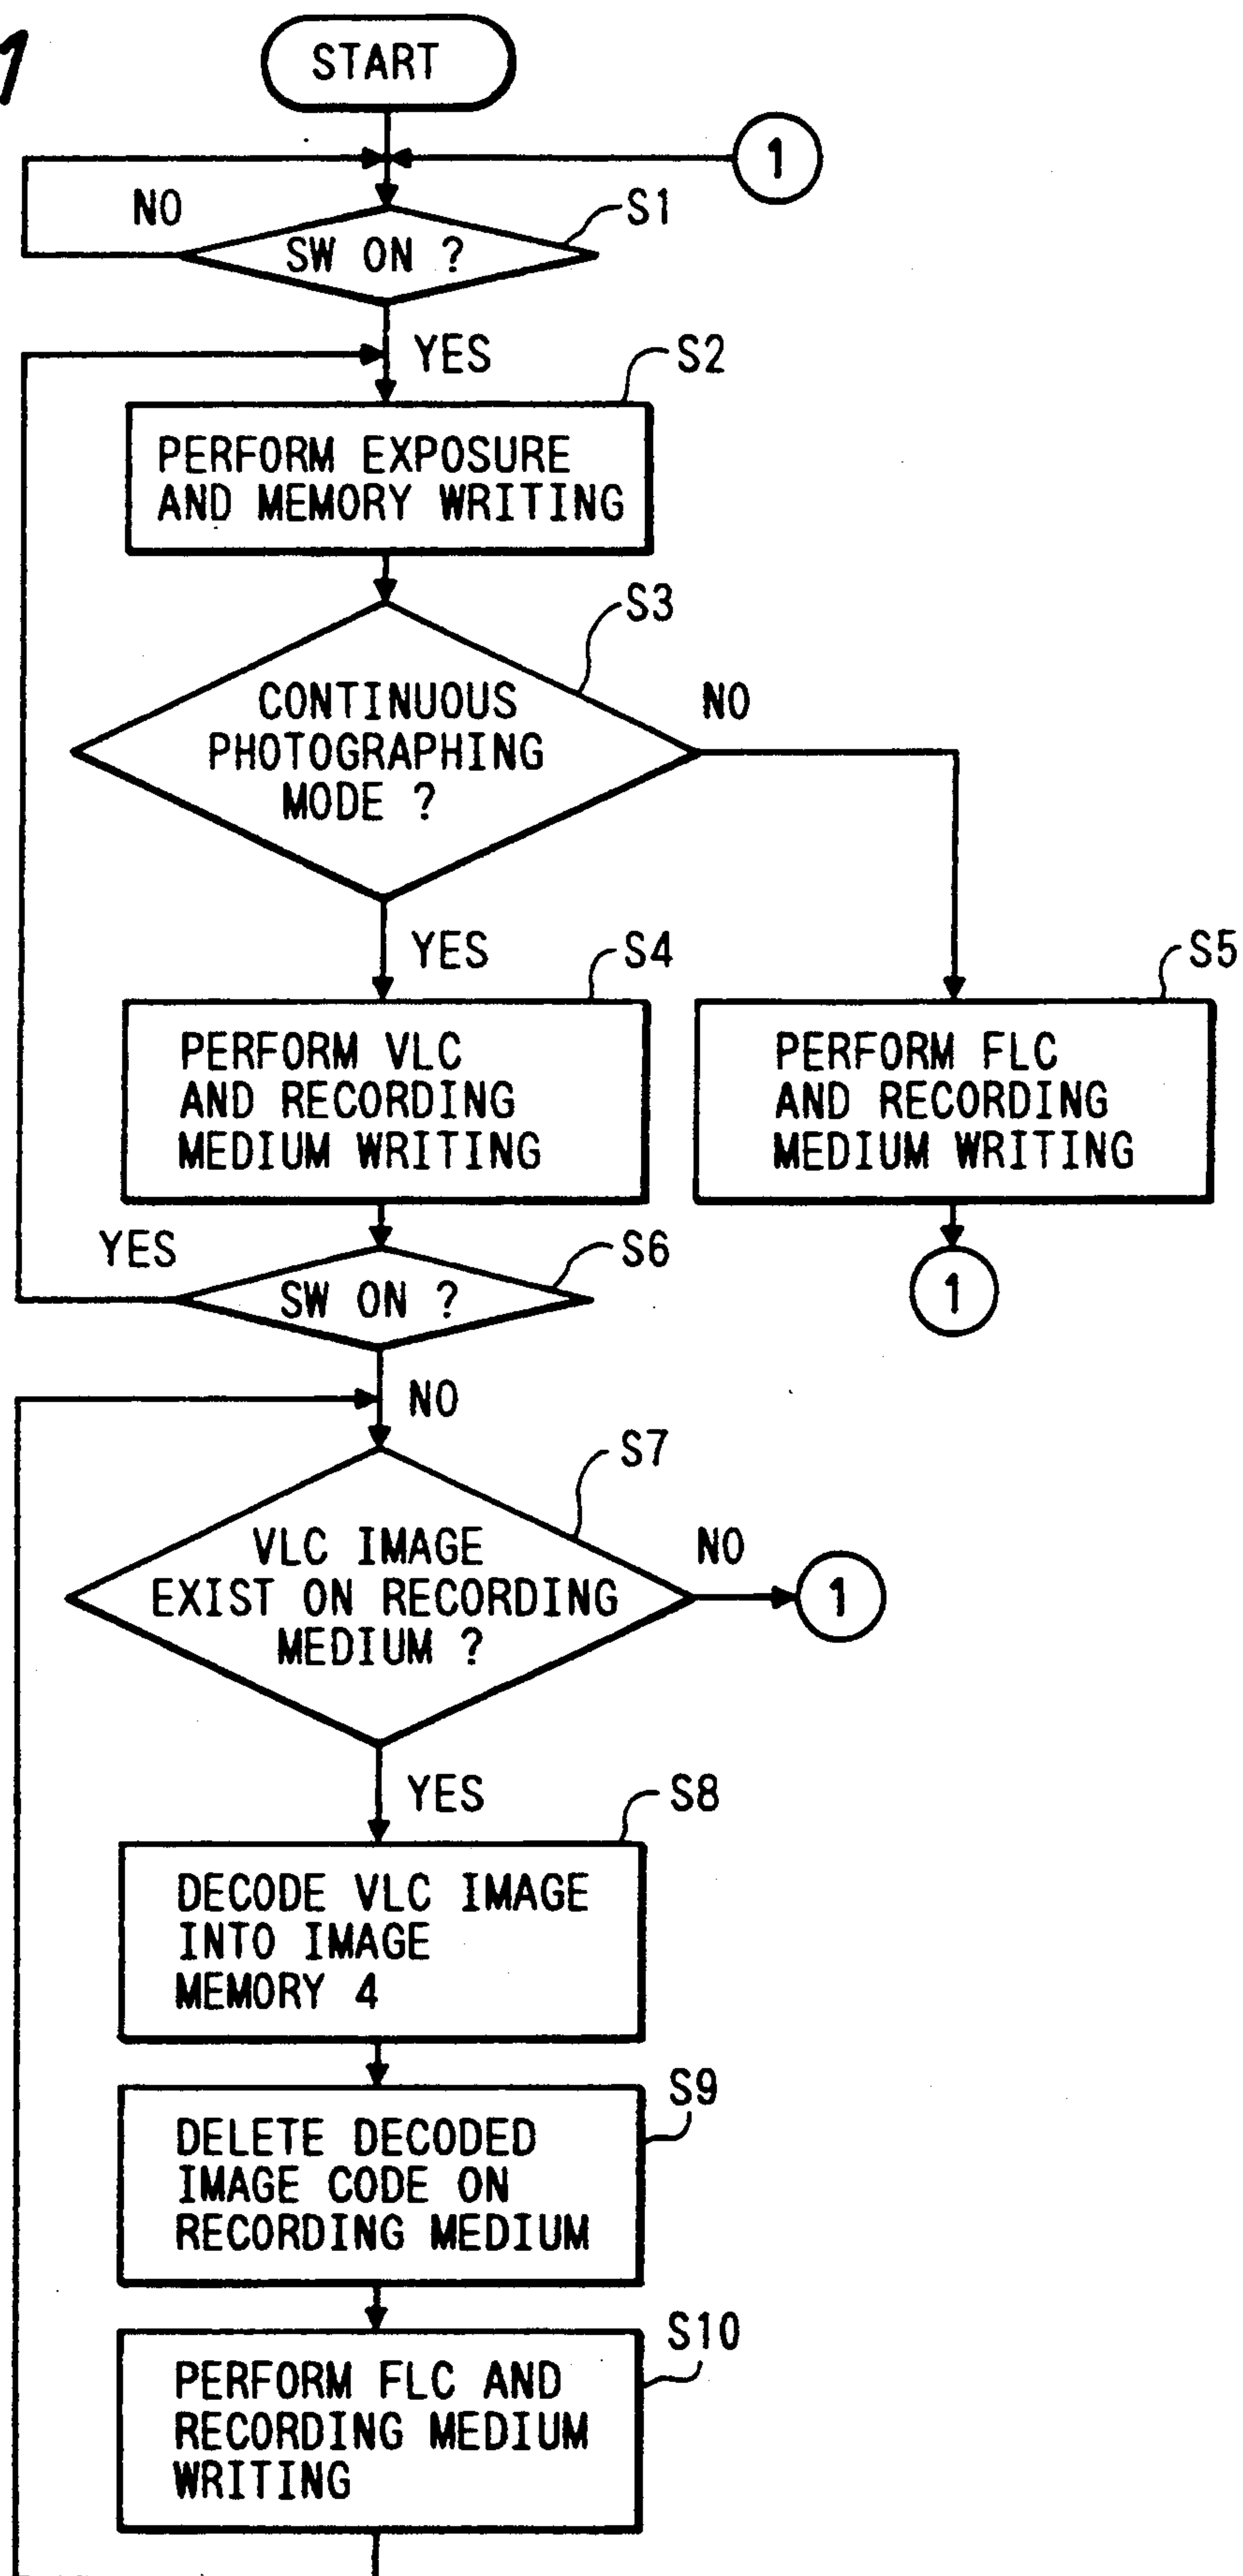 1
START
1
NO
S1
SW ON ?
YES
S2
PERFORM EXPOSURE
AND MEMORY WRITING
S3
CONTINUOUS
PHOTOGRAPHING
MODE ?
NO
YES
S4
S5
PERFORM VLC
AND RECORDING
MEDIUM WRITING
PERFORM FLC
AND RECORDING
MEDIUM WRITING
YES
S6
SW ON ?
1
NO
S7
VLC IMAGE
EXIST ON RECORDING
MEDIUM ?
NO
1
YES
S8
DECODE VLC IMAGE
INTO IMAGE
MEMORY 4
S9
DELETE DECODED
IMAGE CODE ON
RECORDING MEDIUM
S10
PERFORM FLC AND
RECORDING MEDIUM
WRITING